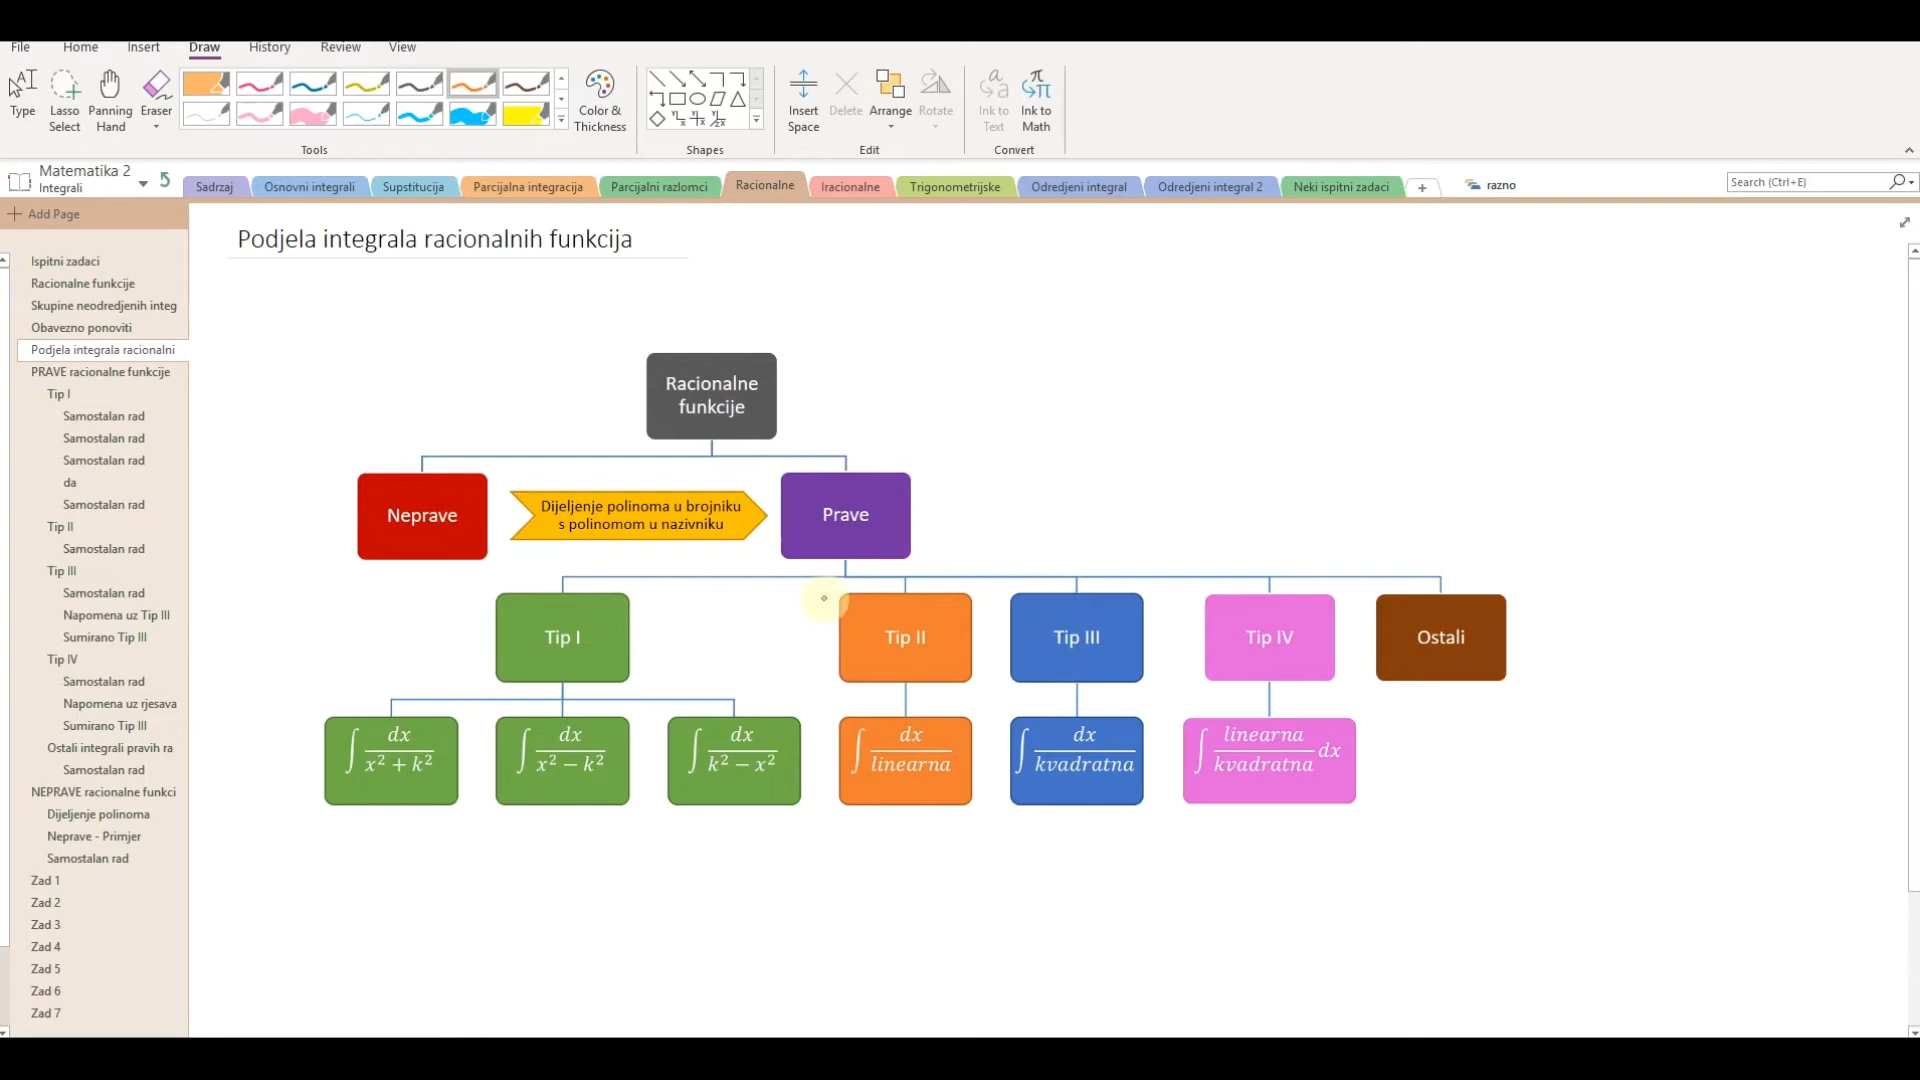 File Home Insert Draw History Review View
Type
Lasso
Select
Panning
Hand
Eraser
Color &
Thickness
Insert
Space
Delete
Arrange
Rotate
Ink to
Text
Ink to
Math
Tools
Shapes
Edit
Convert
Matematika 2
Integrali
Sadrzaj
Osnovni integrali
Supstitucija
Parcijalna integracija
Parcijalni razlomci
Racionalne
Iracionalne
Trigonometrijske
Odredjeni integral
Odredjeni integral 2
Neki ispitni zadaci
razno
Search (Ctrl+E)
Add Page
Ispitni zadaci
Racionalne funkcije
Skupine neodredjenih integ
Obavezno ponoviti
Podjela integrala racionalni
PRAVE racionalne funkcije
Tip I
Samostalan rad
Samostalan rad
Samostalan rad
da
Samostalan rad
Tip II
Samostalan rad
Tip III
Samostalan rad
Napomena uz Tip III
Sumirano Tip III
Tip IV
Samostalan rad
Napomena uz rjesava
Sumirano Tip III
Ostali integrali pravih ra
Samostalan rad
NEPRAVE racionalne funkci
Dijeljenje polinoma
Neprave - Primjer
Samostalan rad
Zad 1
Zad 2
Zad 3
Zad 4
Zad 5
Zad 6
Zad 7
Podjela integrala racionalnih funkcija
Racionalne
funkcije
Neprave
Dijeljenje polinoma u brojniku
s polinomom u nazivniku
Prave
Tip I
Tip II
Tip III
Tip IV
Ostali
∫ dx / (x² + k²)
∫ dx / (x² − k²)
∫ dx / (k² − x²)
∫ dx / linearna
∫ dx / kvadratna
∫ linearna / kvadratna dx